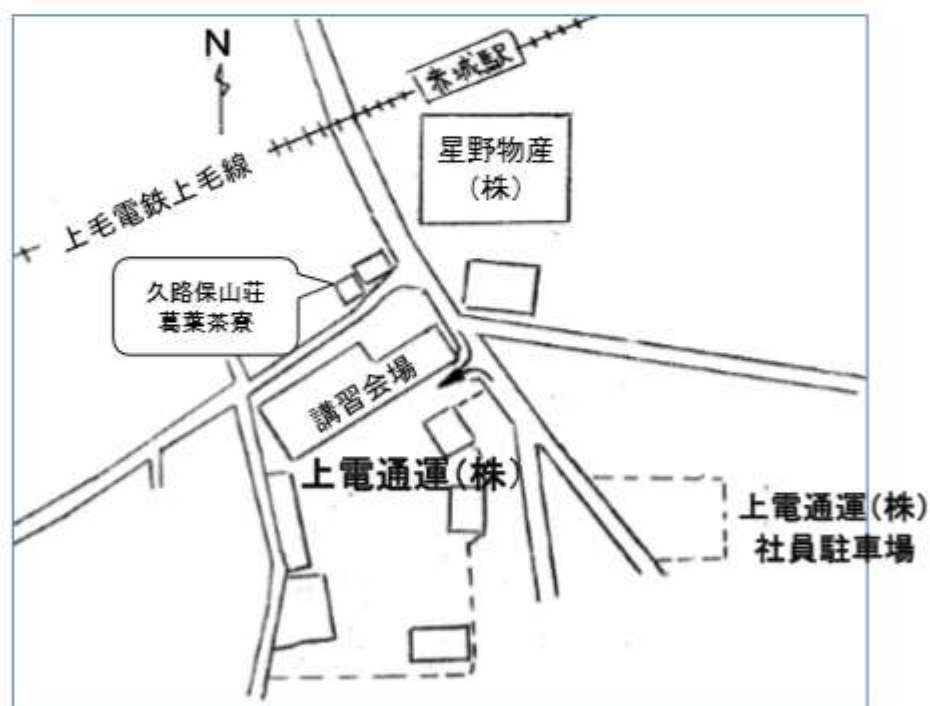 N
赤城駅
星野物産
(株)
上毛電鉄上毛線
久路保山荘
葛葉茶寮
講習会場
上電通運(株)
上電通運(株)
社員駐車場